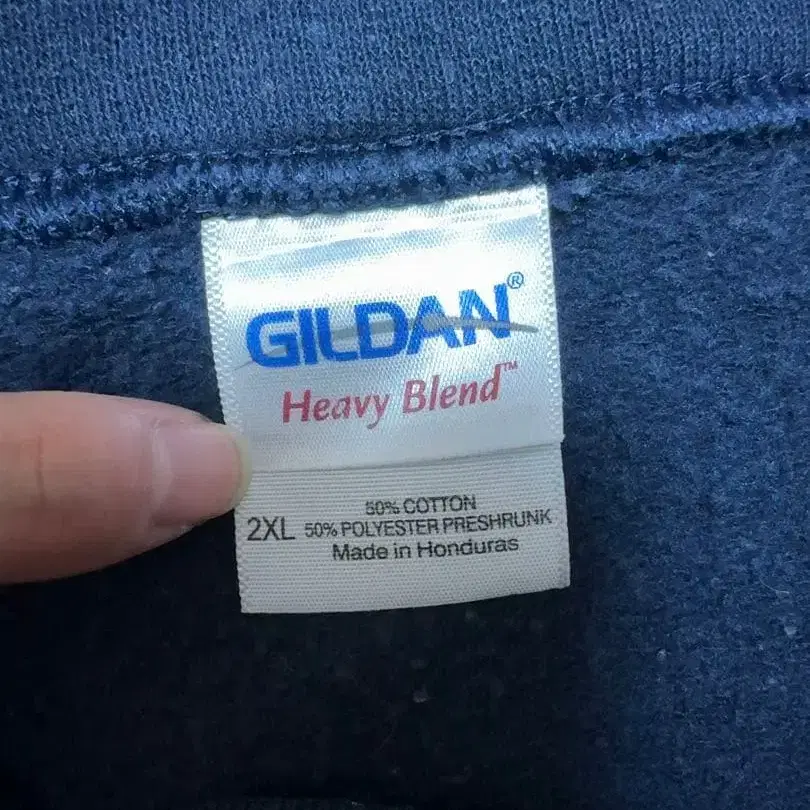 GILDAN®
Heavy Blend™
50% COTTON
2XL 50% POLYESTER PRESHRUNK
Made in Honduras